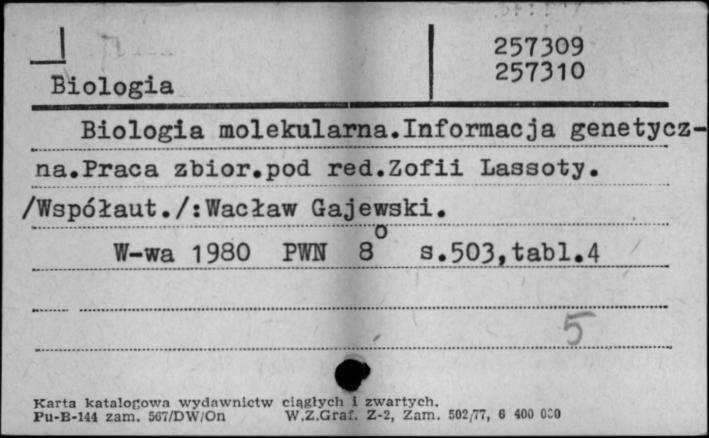 257309
257310
Biologia
Biologia molekularna.Informacja genetycz-
na.Praca zbior.pod red.Zofii Lassoty.
/Współaut./:Wacław Gajewski.
W-wa 1980 PWN 8° s.503,tabl.4
5
Karta katalogowa wydawnictw ciągłych i zwartych.
Pu-B-144 zam. 567/DW/On W.Z.Graf. Z-2, Zam. 502/77, 6 400 000